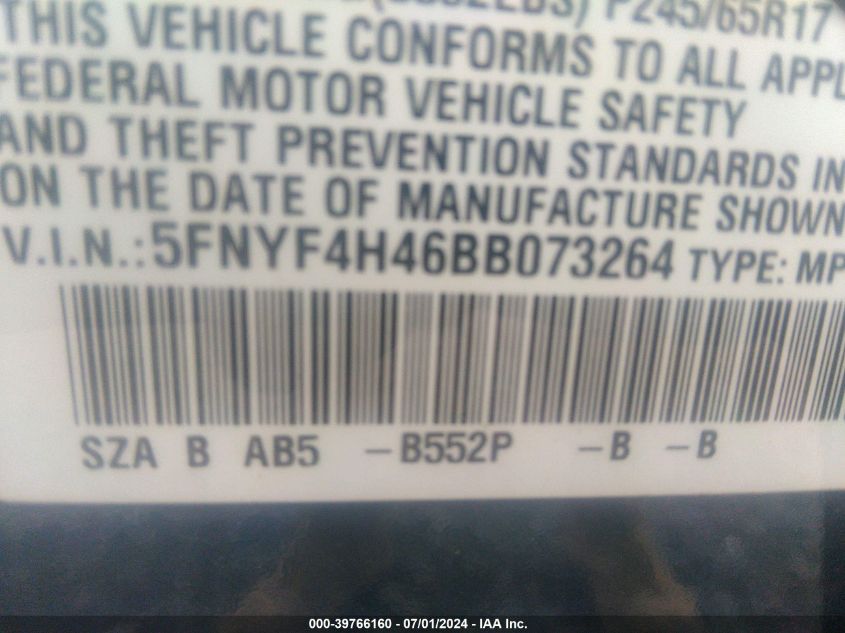 P245/65R17
THIS VEHICLE CONFORMS TO ALL APPL
FEDERAL MOTOR VEHICLE SAFETY
AND THEFT PREVENTION STANDARDS IN
ON THE DATE OF MANUFACTURE SHOWN
V.I.N.:5FNYF4H46BB073264 TYPE: MP
SZA B AB5 -B552P -B -B
000-39766160 - 07/01/2024 - IAA Inc.